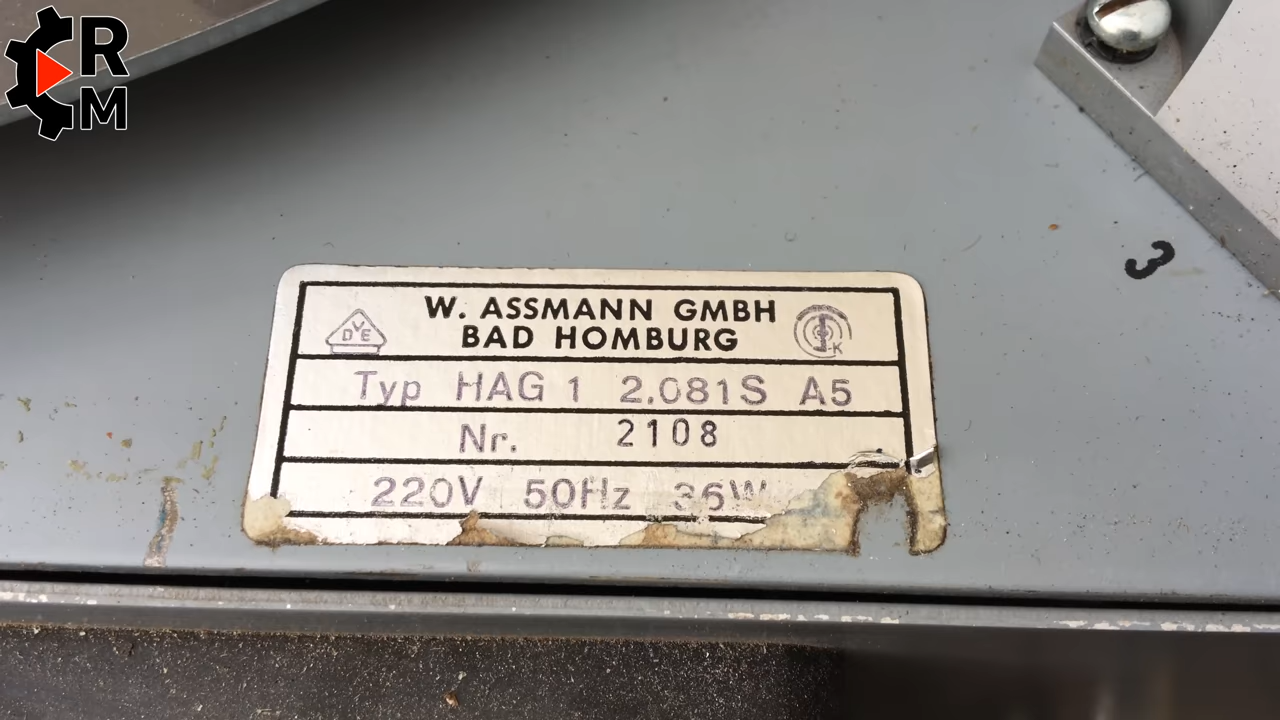 R
M
W. ASSMANN GMBH
BAD HOMBURG
VDE
K
Typ HAG 1 2.081S A5
Nr. 2108
220V 50Hz 36W
3